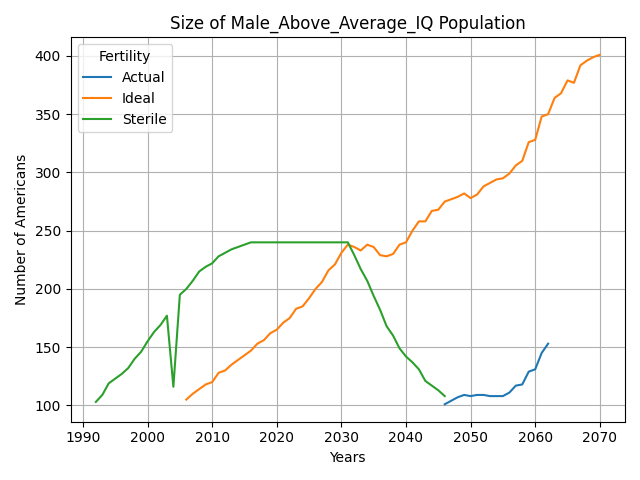 Size of Male_Above_Average_IQ Population
Fertility
Actual
Ideal
Sterile
Number of Americans
400
350
300
250
200
150
100
1990 2000 2010 2020 2030 2040 2050 2060 2070
Years